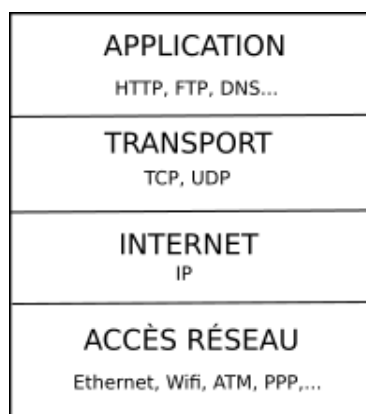 APPLICATION
HTTP, FTP, DNS...
TRANSPORT
TCP, UDP
INTERNET
IP
ACCÈS RÉSEAU
Ethernet, Wifi, ATM, PPP,...